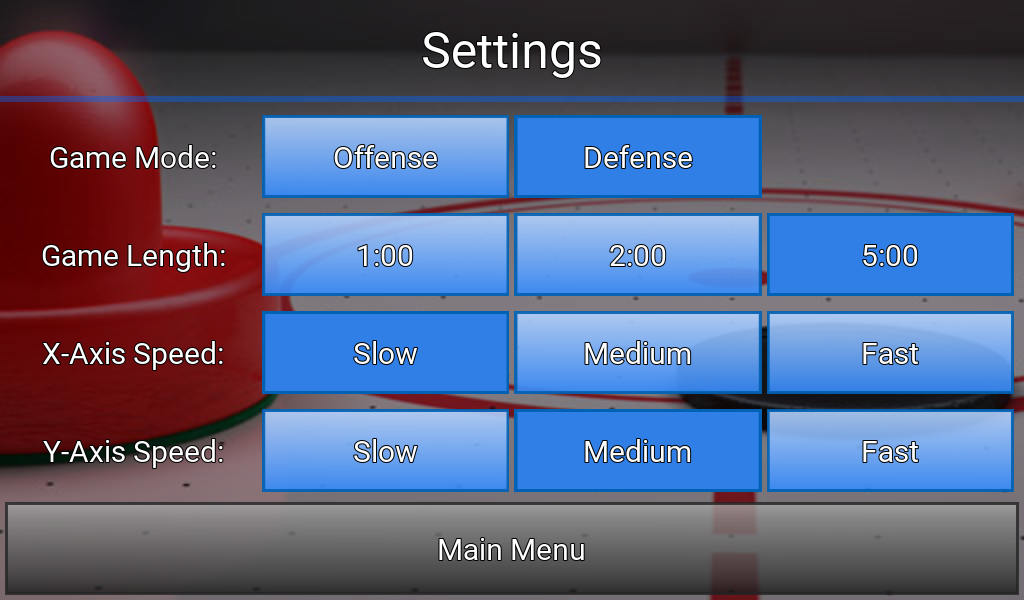 Settings
Game Mode: Offense Defense
Game Length: 1:00 2:00 5:00
X-Axis Speed: Slow Medium Fast
Y-Axis Speed: Slow Medium Fast
Main Menu